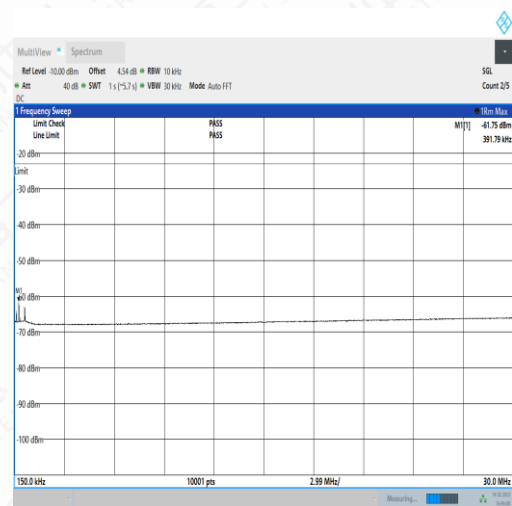 MultiView Spectrum
Ref Level -10.00 dBm Offset 4.54 dB RBW 10 kHz SGL
Att 40 dB SWT 1 s (~5.7 s) VBW 30 kHz Mode Auto FFT Count 2/5
DC
1 Frequency Sweep 1Rm Max
Limit Check PASS M1[1] -61.75 dBm
Line Limit PASS 391.79 kHz
-20 dBm
Limit
-30 dBm
-40 dBm
-50 dBm
M1
-60 dBm
-70 dBm
-80 dBm
-90 dBm
-100 dBm
150.0 kHz 10001 pts 2.99 MHz/ 30.0 MHz
Measuring...